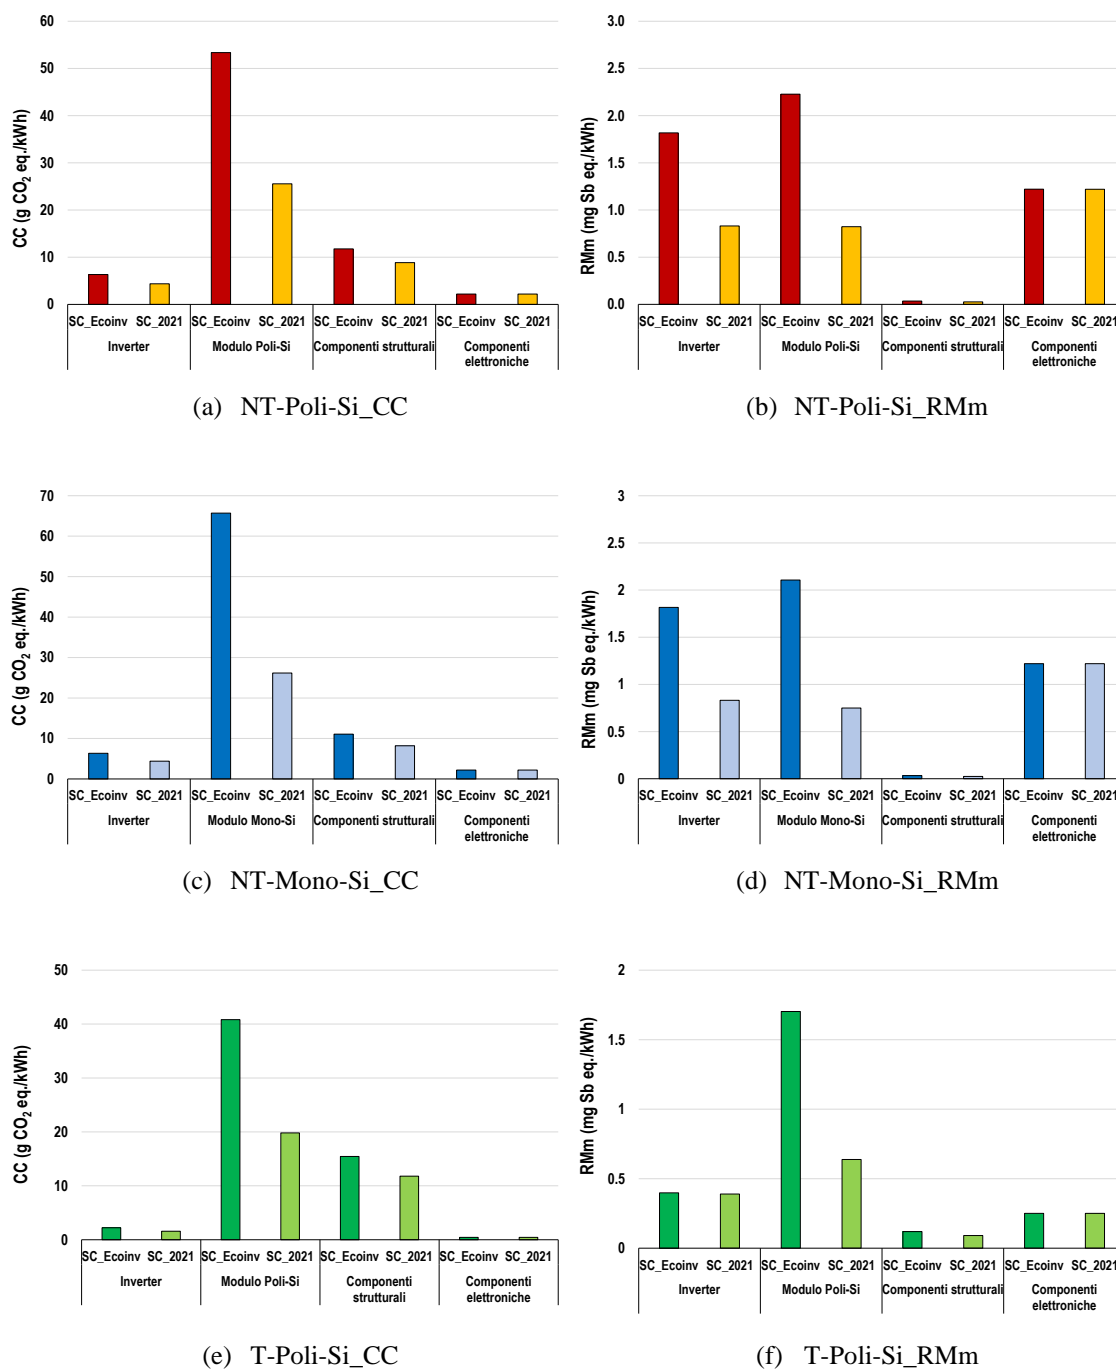 60
50
40
30
20
10
0
CC (g CO₂ eq./kWh)
SC_Ecoinv SC_2021 SC_Ecoinv SC_2021 SC_Ecoinv SC_2021 SC_Ecoinv SC_2021
Inverter Modulo Poli-Si Componenti strutturali Componenti
elettroniche
(a) NT-Poli-Si_CC
3.0
2.5
2.0
1.5
1.0
0.5
0.0
RMm (mg Sb eq./kWh)
SC_Ecoinv SC_2021 SC_Ecoinv SC_2021 SC_Ecoinv SC_2021 SC_Ecoinv SC_2021
Inverter Modulo Poli-Si Componenti strutturali Componenti
elettroniche
(b) NT-Poli-Si_RMm
70
60
50
40
30
20
10
0
CC (g CO₂ eq./kWh)
SC_Ecoinv SC_2021 SC_Ecoinv SC_2021 SC_Ecoinv SC_2021 SC_Ecoinv SC_2021
Inverter Modulo Mono-Si Componenti strutturali Componenti
elettroniche
(c) NT-Mono-Si_CC
3
2.5
2
1.5
1
0.5
0
RMm (mg Sb eq./kWh)
SC_Ecoinv SC_2021 SC_Ecoinv SC_2021 SC_Ecoinv SC_2021 SC_Ecoinv SC_2021
Inverter Modulo Mono-Si Componenti strutturali Componenti
elettroniche
(d) NT-Mono-Si_RMm
50
40
30
20
10
0
CC (g CO₂ eq./kWh)
SC_Ecoinv SC_2021 SC_Ecoinv SC_2021 SC_Ecoinv SC_2021 SC_Ecoinv SC_2021
Inverter Modulo Poli-Si Componenti Componenti
strutturali elettroniche
(e) T-Poli-Si_CC
2
1.5
1
0.5
0
RMm (mg Sb eq./kWh)
SC_Ecoinv SC_2021 SC_Ecoinv SC_2021 SC_Ecoinv SC_2021 SC_Ecoinv SC_2021
Inverter Modulo Poli-Si Componenti strutturali Componenti
elettroniche
(f) T-Poli-Si_RMm